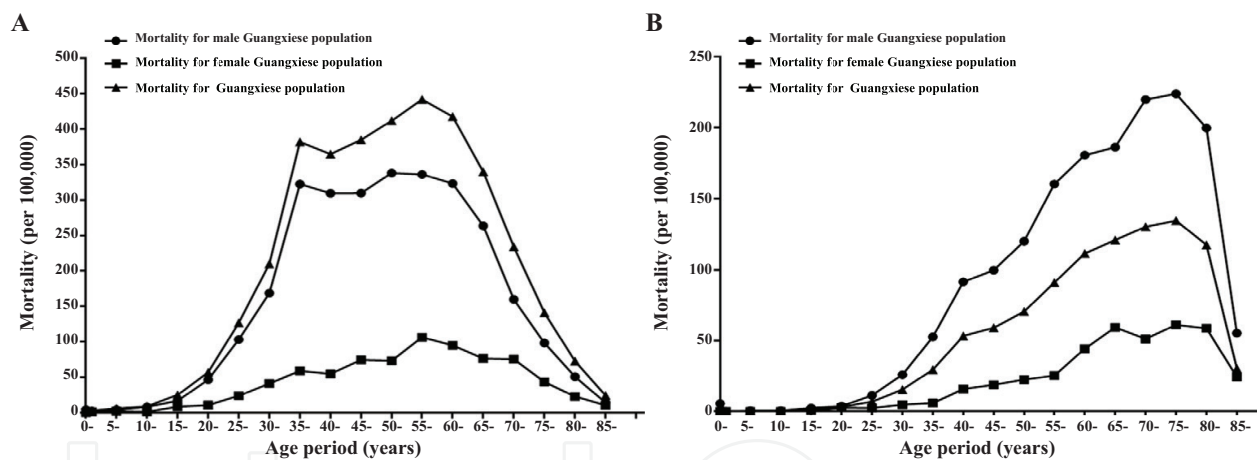 A
Mortality for male Guangxiese population
Mortality for female Guangxiese population
Mortality for Guangxiese population
500
450
400
350
300
250
200
150
100
50
0
Mortality (per 100,000)
0- 5- 10- 15- 20- 25- 30- 35- 40- 45- 50- 55- 60- 65- 70- 75- 80- 85-
Age period (years)
B
Mortality for male Guangxiese population
Mortality for female Guangxiese population
Mortality for Guangxiese population
250
200
150
100
50
0
Mortality (per 100,000)
0- 5- 10- 15- 20- 25- 30- 35- 40- 45- 50- 55- 60- 65- 70- 75- 80- 85-
Age period (years)